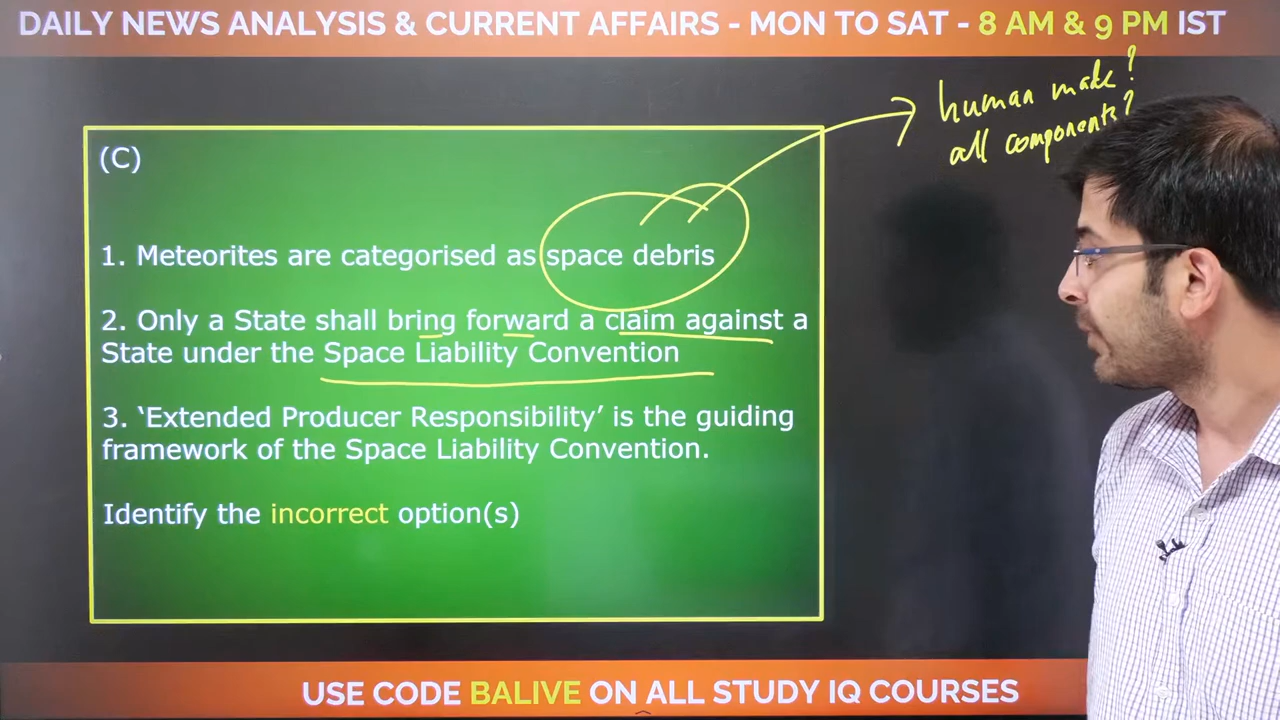 DAILY NEWS ANALYSIS & CURRENT AFFAIRS - MON TO SAT - 8 AM & 9 PM IST
human made?
all components?
(C)
1. Meteorites are categorised as space debris
2. Only a State shall bring forward a claim against a
State under the Space Liability Convention
3. ‘Extended Producer Responsibility’ is the guiding
framework of the Space Liability Convention.
Identify the incorrect option(s)
USE CODE BALIVE ON ALL STUDY IQ COURSES